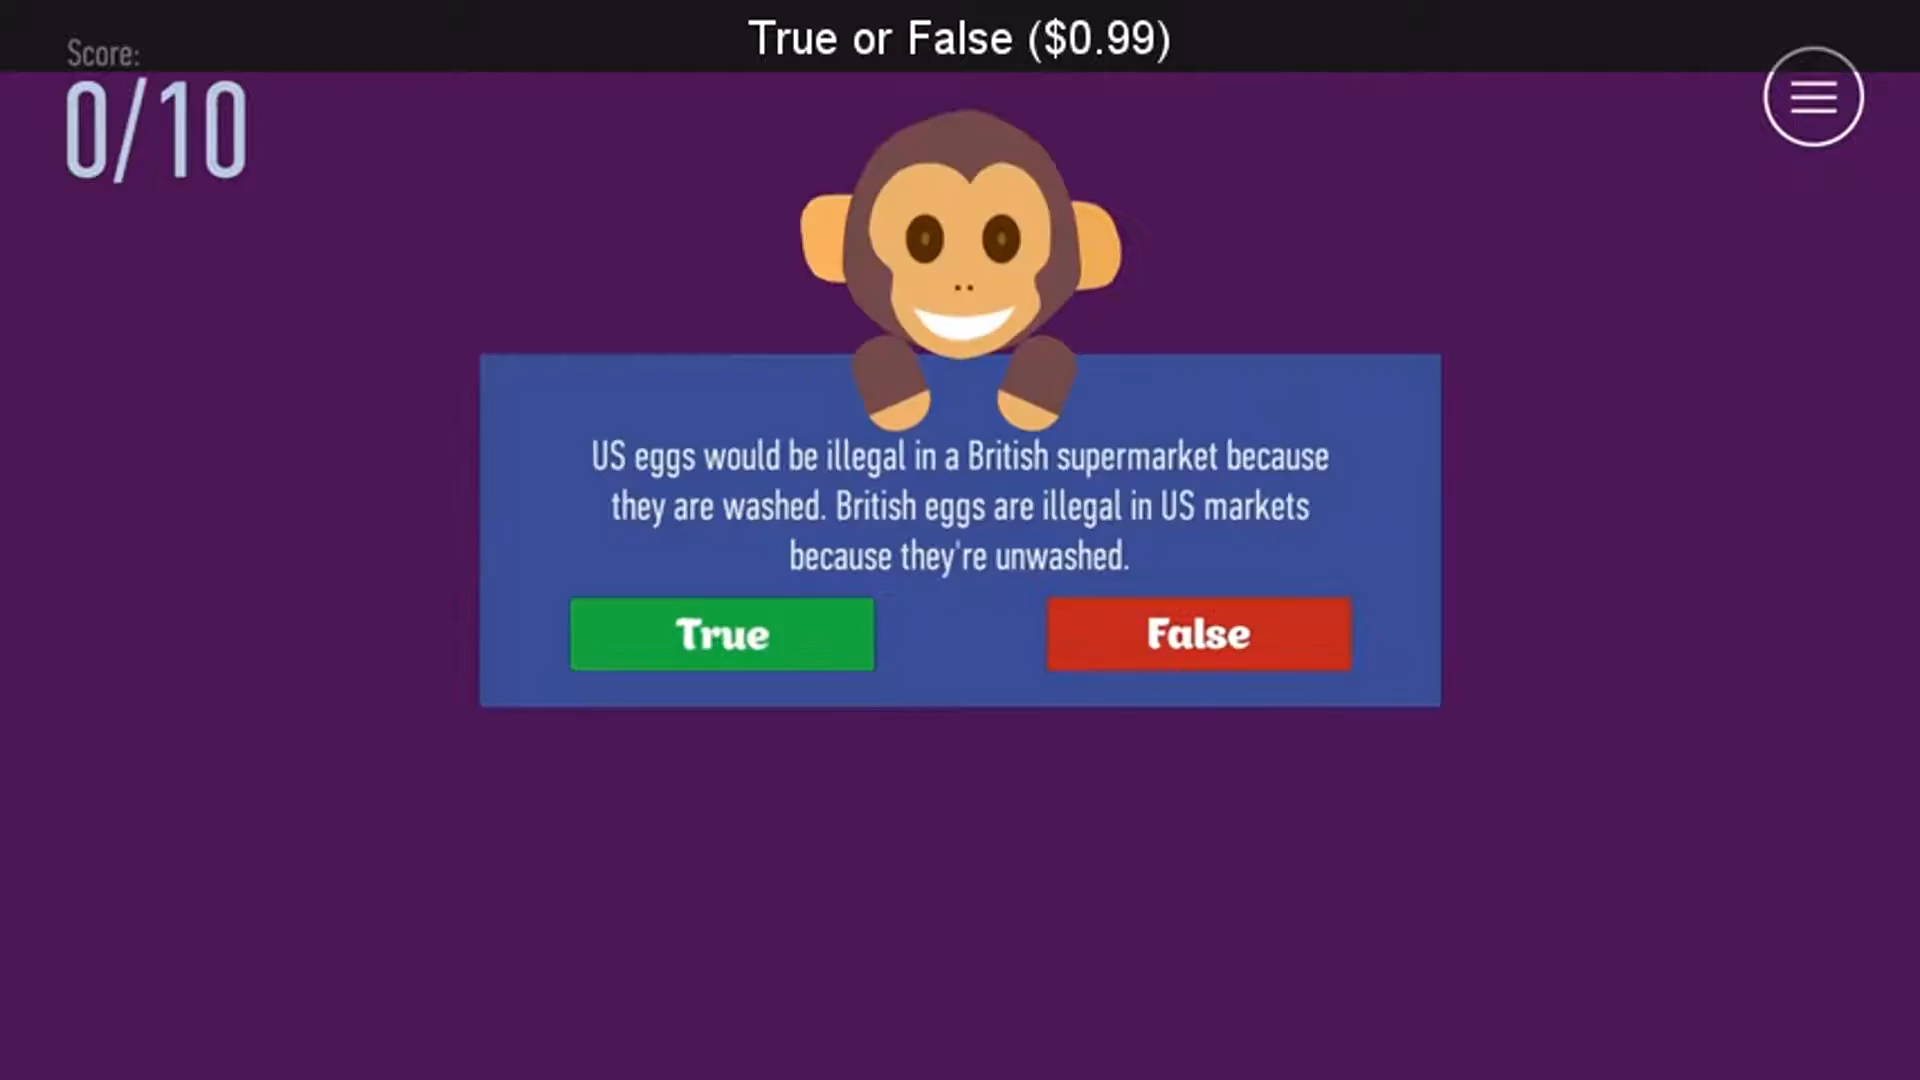 True or False ($0.99)
Score:
0/10
US eggs would be illegal in a British supermarket because
they are washed. British eggs are illegal in US markets
because they're unwashed.
True
False